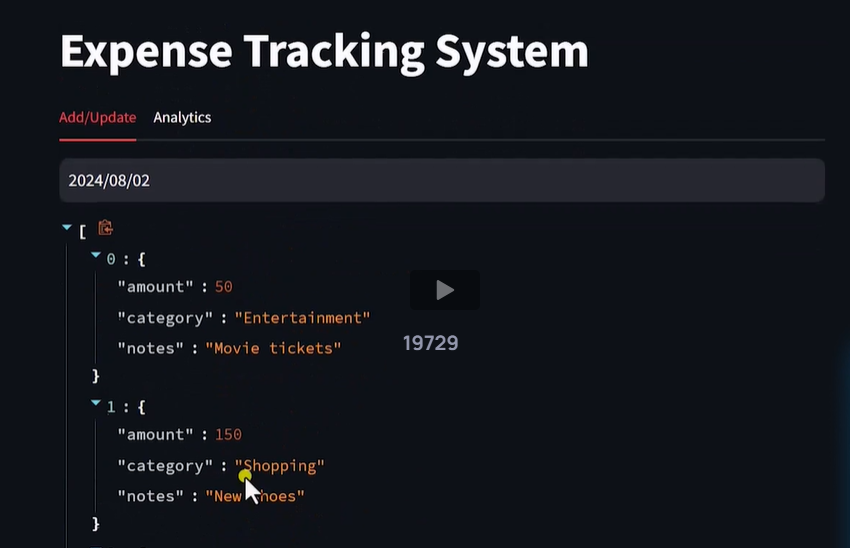 Expense Tracking System
Add/Update Analytics
2024/08/02
[
0 : {
"amount" : 50
"category" : "Entertainment"
"notes" : "Movie tickets"
}
19729
1 : {
"amount" : 150
"category" : "Shopping"
"notes" : "New hoes"
}